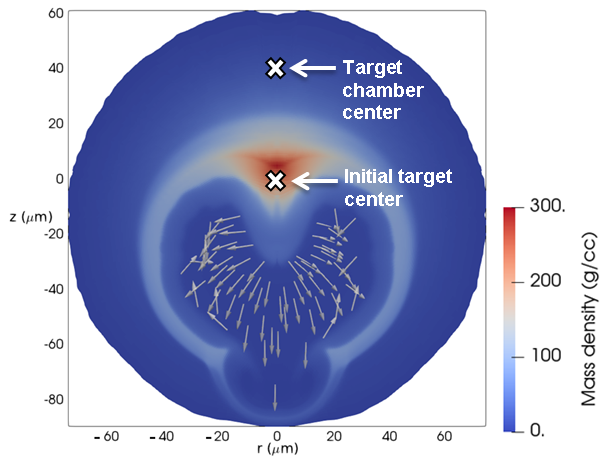 60
40
20
0
-20
-40
-60
-80
z (μm)
Target
chamber
center
Initial target
center
-60 -40 -20 0 20 40 60
r (μm)
300.
200
100
0.
Mass density (g/cc)